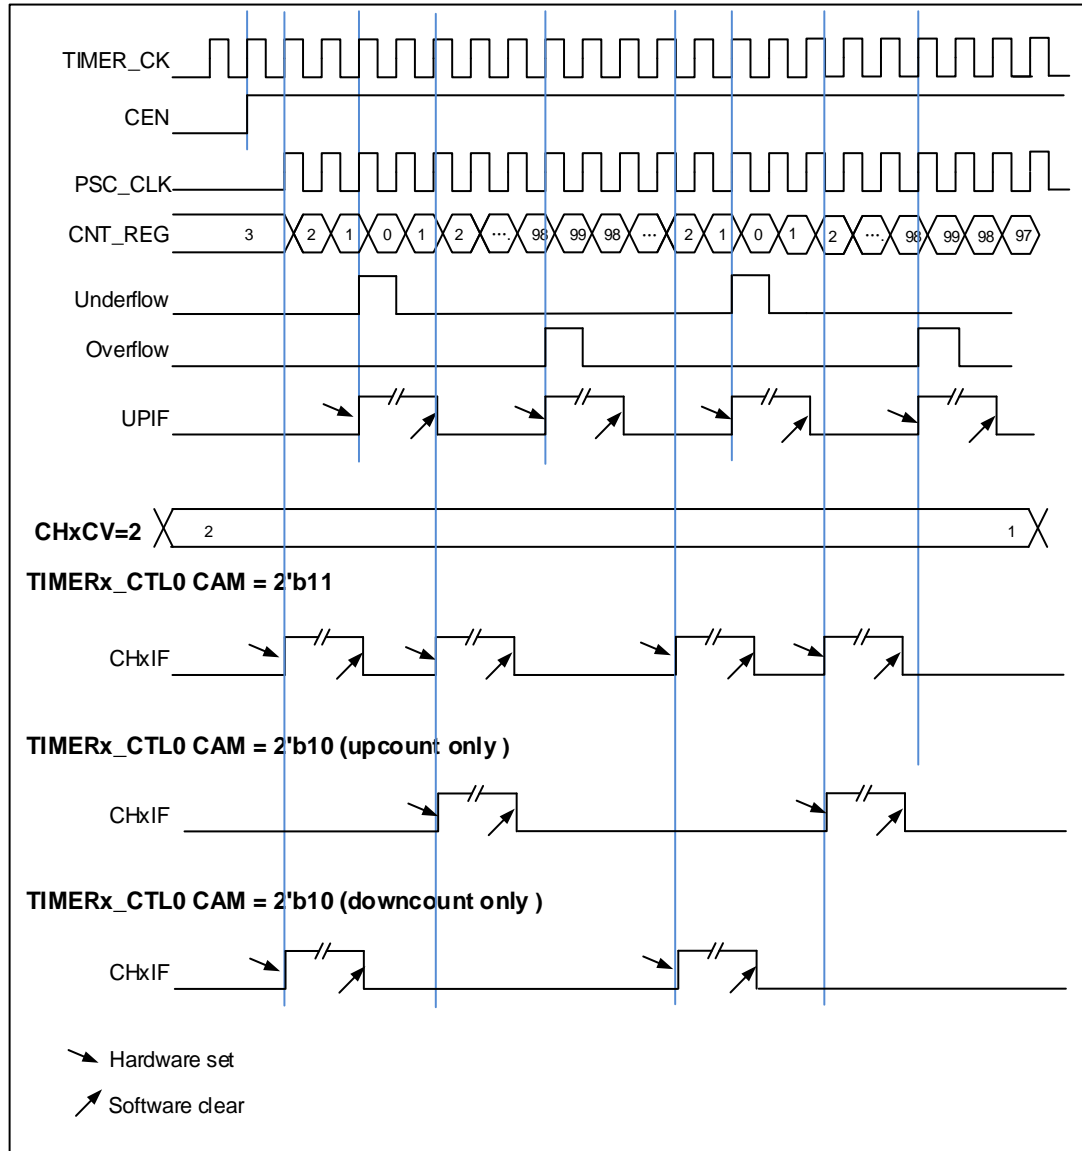 TIMER_CK
CEN
PSC_CLK
CNT_REG 3 2 1 0 1 2 .... 98 99 98 ... 2 1 0 1 2 .... 98 99 98 97
Underflow
Overflow
UPIF
CHxCV=2 2 1
TIMERx_CTL0 CAM = 2'b11
CHxIF
TIMERx_CTL0 CAM = 2'b10 (upcount only )
CHxIF
TIMERx_CTL0 CAM = 2'b10 (downcount only )
CHxIF
Hardware set
Software clear